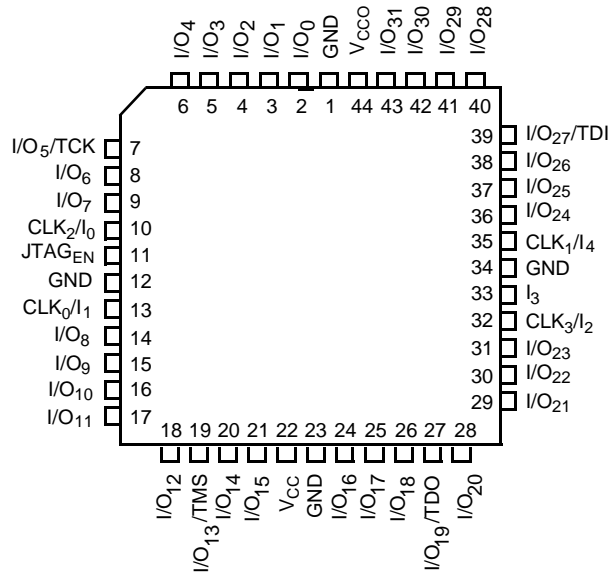 I/O4 I/O3 I/O2 I/O1 I/O0 GND VCCO I/O31 I/O30 I/O29 I/O28
6 5 4 3 2 1 44 43 42 41 40
I/O5/TCK 7
I/O6 8
I/O7 9
CLK2/I0 10
JTAGEN 11
GND 12
CLK0/I1 13
I/O8 14
I/O9 15
I/O10 16
I/O11 17
39 I/O27/TDI
38 I/O26
37 I/O25
36 I/O24
35 CLK1/I4
34 GND
33 I3
32 CLK3/I2
31 I/O23
30 I/O22
29 I/O21
18 19 20 21 22 23 24 25 26 27 28
I/O12 I/O13/TMS I/O14 I/O15 VCC GND I/O16 I/O17 I/O18 I/O19/TDO I/O20